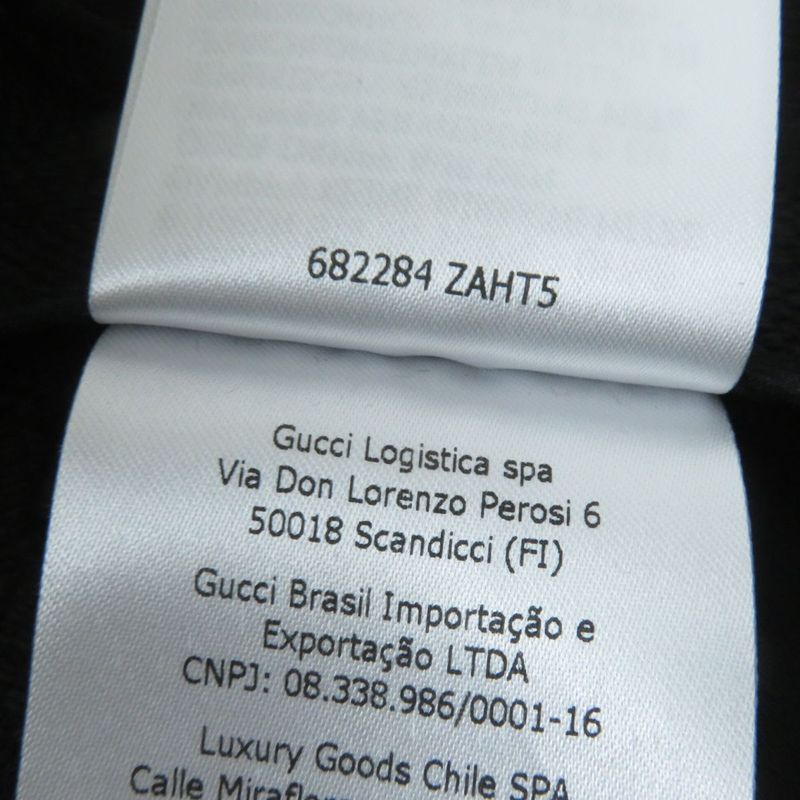 682284 ZAHT5
Gucci Logistica spa
Via Don Lorenzo Perosi 6
50018 Scandicci (FI)
Gucci Brasil Importação e
Exportação LTDA
CNPJ: 08.338.986/0001-16
Luxury Goods Chile SPA
Calle